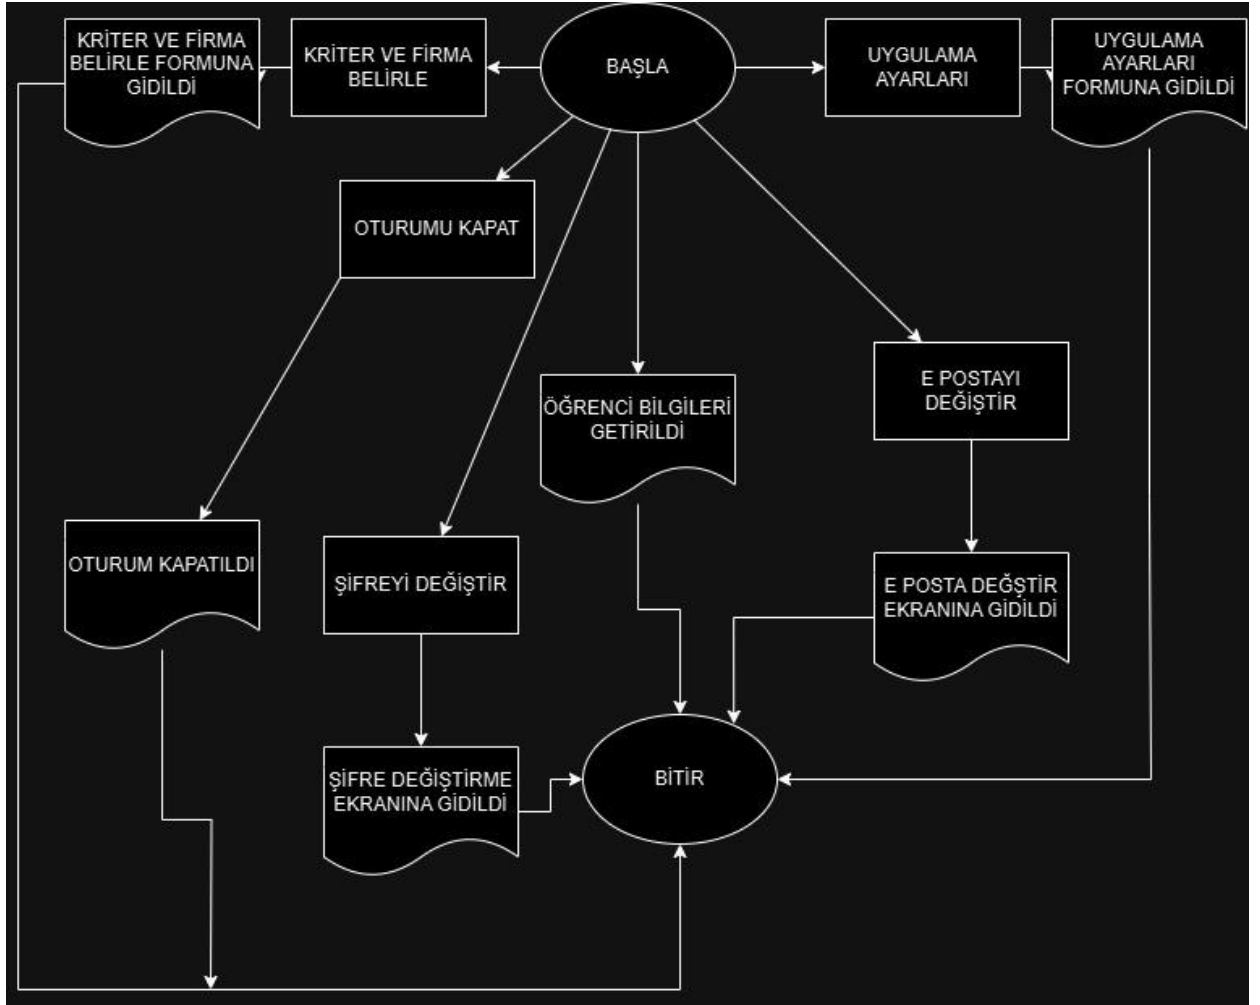 KRİTER VE FİRMA
BELİRLE FORMUNA
GİDİLDİ
KRİTER VE FİRMA
BELİRLE
BAŞLA
UYGULAMA
AYARLARI
UYGULAMA
AYARLARI
FORMUNA GİDİLDİ
OTURUMU KAPAT
E POSTAYI
DEĞİŞTİR
ÖĞRENCİ BİLGİLERİ
GETİRİLDİ
OTURUM KAPATILDI
ŞİFREYİ DEĞİŞTİR
E POSTA DEĞŞTİR
EKRANINA GİDİLDİ
ŞİFRE DEĞİŞTİRME
EKRANINA GİDİLDİ
BİTİR